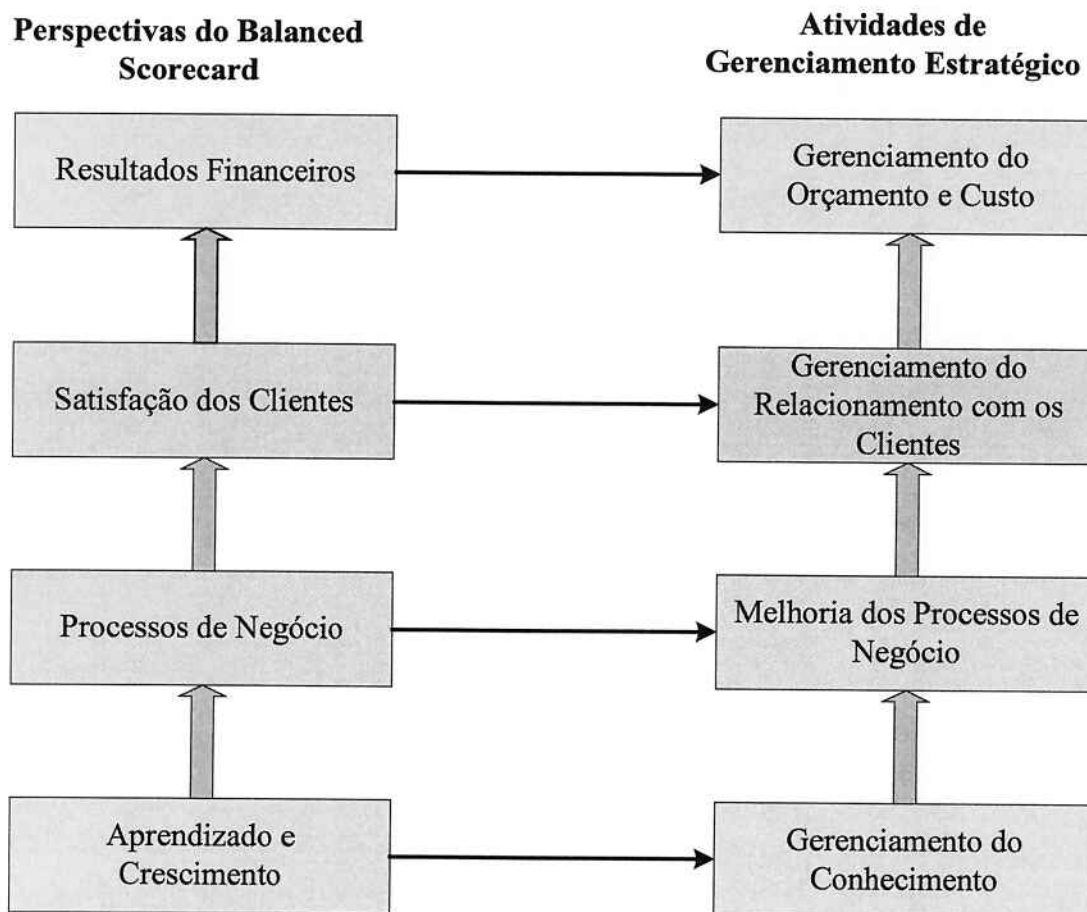 Perspectivas do Balanced
Scorecard
Atividades de
Gerenciamento Estratégico
Resultados Financeiros
Gerenciamento do
Orçamento e Custo
Satisfação dos Clientes
Gerenciamento do
Relacionamento com os
Clientes
Processos de Negócio
Melhoria dos Processos de
Negócio
Aprendizado e
Crescimento
Gerenciamento do
Conhecimento